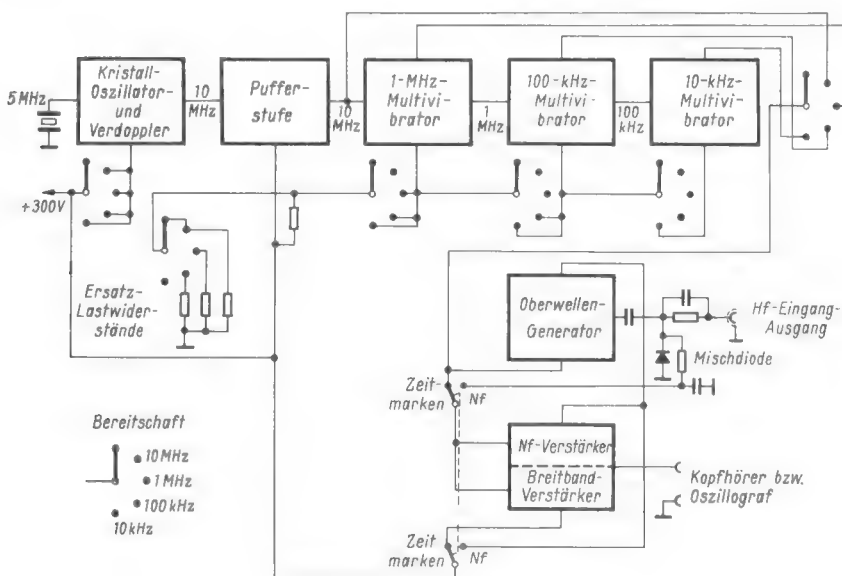 Kristall-
Oszillator-
und
Verdoppler
5MHz
10
MHz
Puffer-
stufe
10
MHz
1-MHz-
Multivi-
brator
1
MHz
100-kHz-
Multivi-
brator
100
kHz
10-kHz-
Multivi-
brator
+300V
Ersatz-
Lastwider-
stände
Oberwellen-
Generator
Hf-Eingang-
Ausgang
Mischdiode
Zeit-
marken
Nf
Nf-Verstärker
Breitband-
Verstärker
Kopfhörer bzw.
Oszillograf
Zeit
marken
Nf
Bereitschaft
10MHz
1MHz
100kHz
10kHz